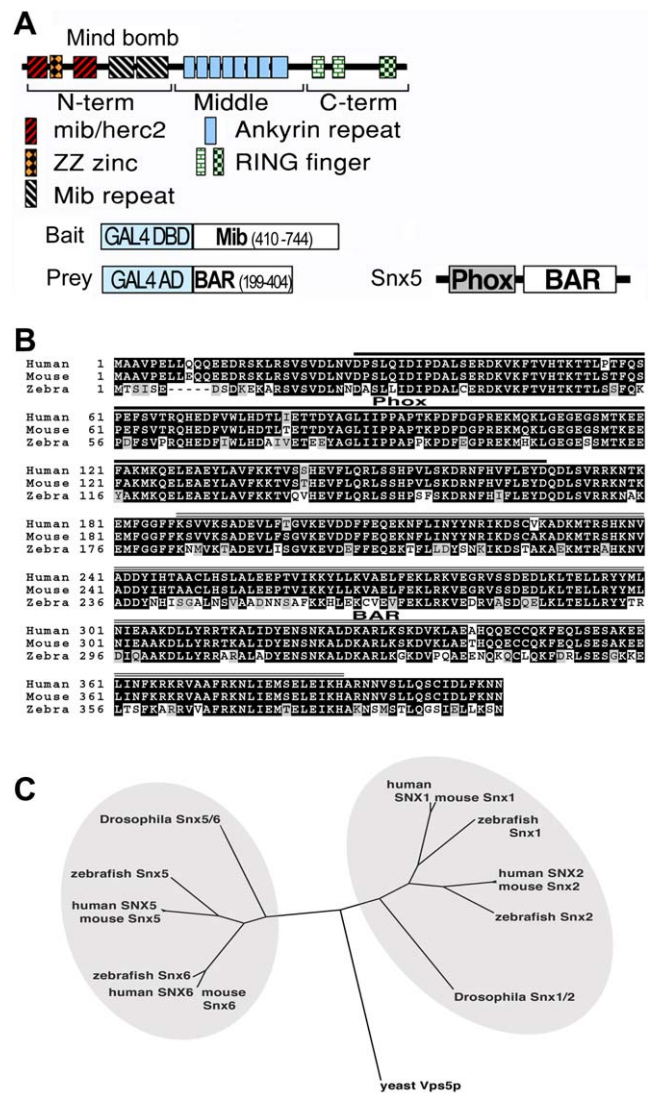 A
Mind bomb
N-term Middle C-term
mib/herc2 Ankyrin repeat
ZZ zinc RING finger
Mib repeat
Bait GAL4 DBD Mib (410-744)
Prey GAL4 AD BAR (199-404) Snx5 Phox BAR
B
Human 1 MAAVPELLQQQEEDRSKLRSVSVDLNVDPSLQIDIPDALSERDKVKFTVHTKTTLPTFQS
Mouse 1 MAAVPELLEQQEEDRSKLRSVSVDLNVDPSLQIDIPDALSERDKVKFTVHTKTTLSTFQS
Zebra 1 MTSISE-----DSDKEKARSVSVDLNNDASLLIDIPDALCERDKVKFTVHTKTTLSSFQK
Phox
Human 61 PEFSVTRQHEDFVWLHDTLIETTDYAGLIIPPAPTKPDFDGPREKMQKLGEGEGSMTKEE
Mouse 61 PEFSVTRQHEDFVWLHDTLTETTDYAGLIIPPAPTKPDFDGPREKMQKLGEGEGSMTKEE
Zebra 56 PDFSVPRQHEDFIWLHDAIVETEEYAGLIIPPAPPKPDFEGPREKMHKLGEGESSMTKEE
Human 121 FAKMKQELEAEYLAVFKKTVSSHEVFLQRLSSHPVLSKDRNFHVFLEYDQDLSVRRKNTK
Mouse 121 FAKMKQELEAEYLAVFKKTVSTHEVFLQRLSSHPVLSKDRNFHVFLEYDQDLSVRRKNTK
Zebra 116 YAKMKQELEAEYLAVFKKTVQVHEVFLQRLSSHPSFSKDRNFHIFLEYDQDLSVRRKNAK
Human 181 EMFGGFFKSVVKSADEVLFTGVKEVDDFFEQEKNFLINYYNRIKDSCVKADKMTRSHKNV
Mouse 181 EMFGGFFKSVVKSADEVLFSGVKEVDDFFEQEKNFLINYYNRIKDSCAKADKMTRSHKNV
Zebra 176 EMFGGFFKNMVKTADEVLISGVKEVDEFFEQEKTFLLDYSNKIKDSTAKAEKMTRAHKNV
Human 241 ADDYIHTAACLHSLALEEPTVIKKYLLKVAELFEKLRKVEGRVSSDEDLKLTELLRYYML
Mouse 241 ADDYIHTAACLHSLALEEPTVIKKYLLKVAELFEKLRKVEGRVSSDEDLKLTELLRYYML
Zebra 236 ADDYNHISGALNSVAADNNSAFKKHLEKCVEVFEKLRKVEDRVASDQELKLTELLRYYTR
BAR
Human 301 NIEAAKDLLYRRTKALIDYENSNKALDKARLKSKDVKLAEAHQQECCQKFEQLSESAKEE
Mouse 301 NIEAAKDLLYRRTKALIDYENSNKALDKARLKSKDVKLAETHQQECCQKFEQLSESAKEE
Zebra 296 DIQAAKDLLYRRARALADYENSNKALDKARLKGKDVPQAEENQKQCLQKFDRLSESGKKE
Human 361 LINFKRKRVAAFRKNLIEMSELEIKHARNNVSLLQSCIDLFKNN
Mouse 361 LINFKRKRVAAFRKNLIEMSELEIKHARNNVSLLQSCIDLFKNN
Zebra 356 LTSFKARRVVAFRKNLIEMTELEIKHAKNSMSTLQGSIELLKSN
C
Drosophila Snx5/6
zebrafish Snx5
human SNX5
mouse Snx5
zebrafish Snx6
human SNX6 mouse
Snx6
human
SNX1 mouse Snx1
zebrafish
Snx1
human SNX2
mouse Snx2
zebrafish Snx2
Drosophila Snx1/2
yeast Vps5p